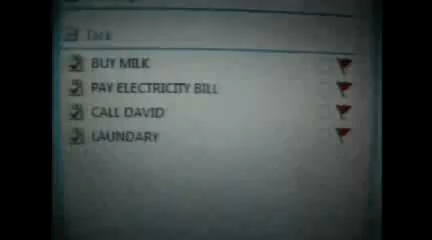 Task
BUY MILK
PAY ELECTRICITY BILL
CALL DAVID
LAUNDARY